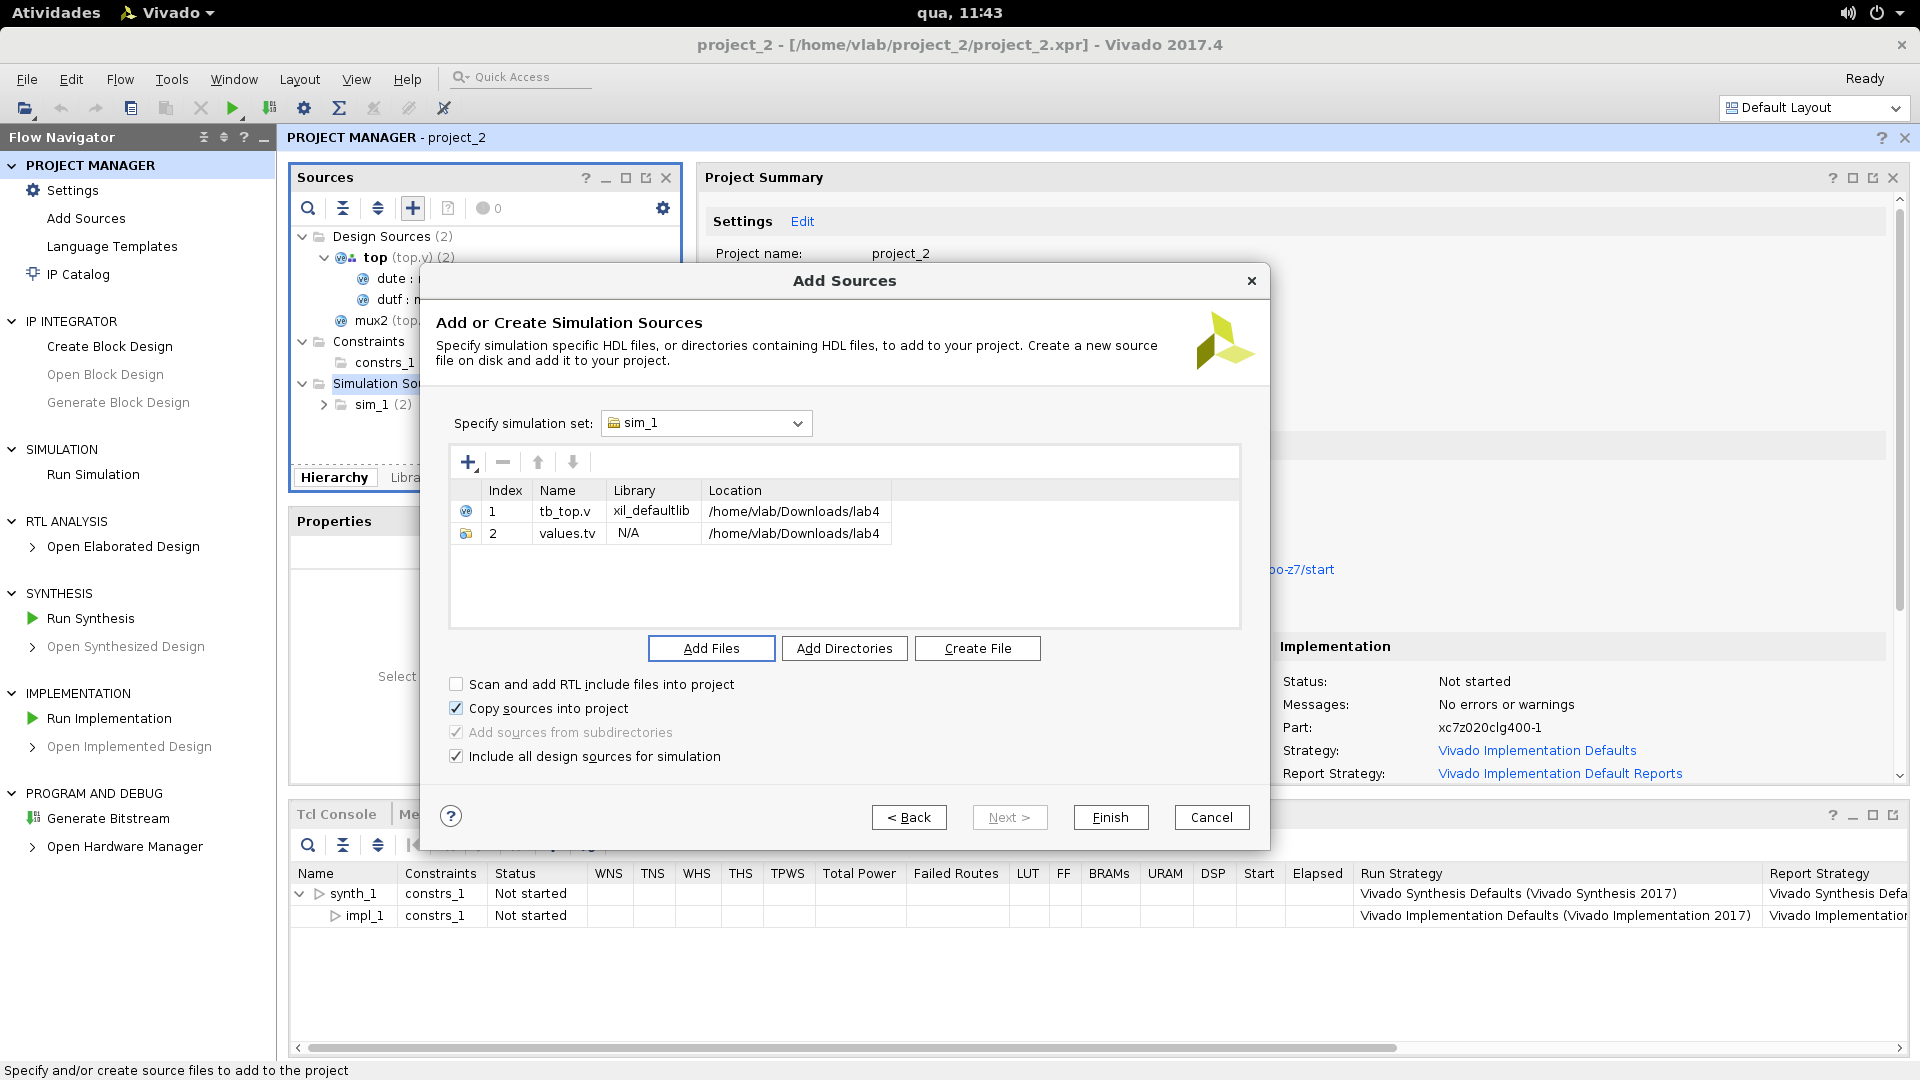 Atividades
Vivado
qua, 11:43
project_2 - [/home/vlab/project_2/project_2.xpr] - Vivado 2017.4
File Edit Flow Tools Window Layout View Help
Quick Access
Ready
Default Layout
Flow Navigator
PROJECT MANAGER
Settings
Add Sources
Language Templates
IP Catalog
IP INTEGRATOR
Create Block Design
Open Block Design
Generate Block Design
SIMULATION
Run Simulation
RTL ANALYSIS
Open Elaborated Design
SYNTHESIS
Run Synthesis
Open Synthesized Design
IMPLEMENTATION
Run Implementation
Open Implemented Design
PROGRAM AND DEBUG
Generate Bitstream
Open Hardware Manager
PROJECT MANAGER - project_2
Sources
0
Design Sources (2)
top (top.v) (2)
dute :
dutf :
mux2 (top.
Constraints
constrs_1
Simulation Sou
sim_1 (2)
Hierarchy Libra
Properties
Select
Project Summary
Settings Edit
Project name: project_2
oo-z7/start
Implementation
Status: Not started
Messages: No errors or warnings
Part: xc7z020clg400-1
Strategy: Vivado Implementation Defaults
Report Strategy: Vivado Implementation Default Reports
Add Sources
Add or Create Simulation Sources
Specify simulation specific HDL files, or directories containing HDL files, to add to your project. Create a new source
file on disk and add it to your project.
Specify simulation set: sim_1
Index Name Library Location
1 tb_top.v xil_defaultlib /home/vlab/Downloads/lab4
2 values.tv N/A /home/vlab/Downloads/lab4
Add Files Add Directories Create File
Scan and add RTL include files into project
Copy sources into project
Add sources from subdirectories
Include all design sources for simulation
? < Back Next > Finish Cancel
Tcl Console Me
Name Constraints Status WNS TNS WHS THS TPWS Total Power Failed Routes LUT FF BRAMs URAM DSP Start Elapsed Run Strategy Report Strategy
synth_1 constrs_1 Not started Vivado Synthesis Defaults (Vivado Synthesis 2017) Vivado Synthesis Defa
impl_1 constrs_1 Not started Vivado Implementation Defaults (Vivado Implementation 2017) Vivado Implementation
Specify and/or create source files to add to the project